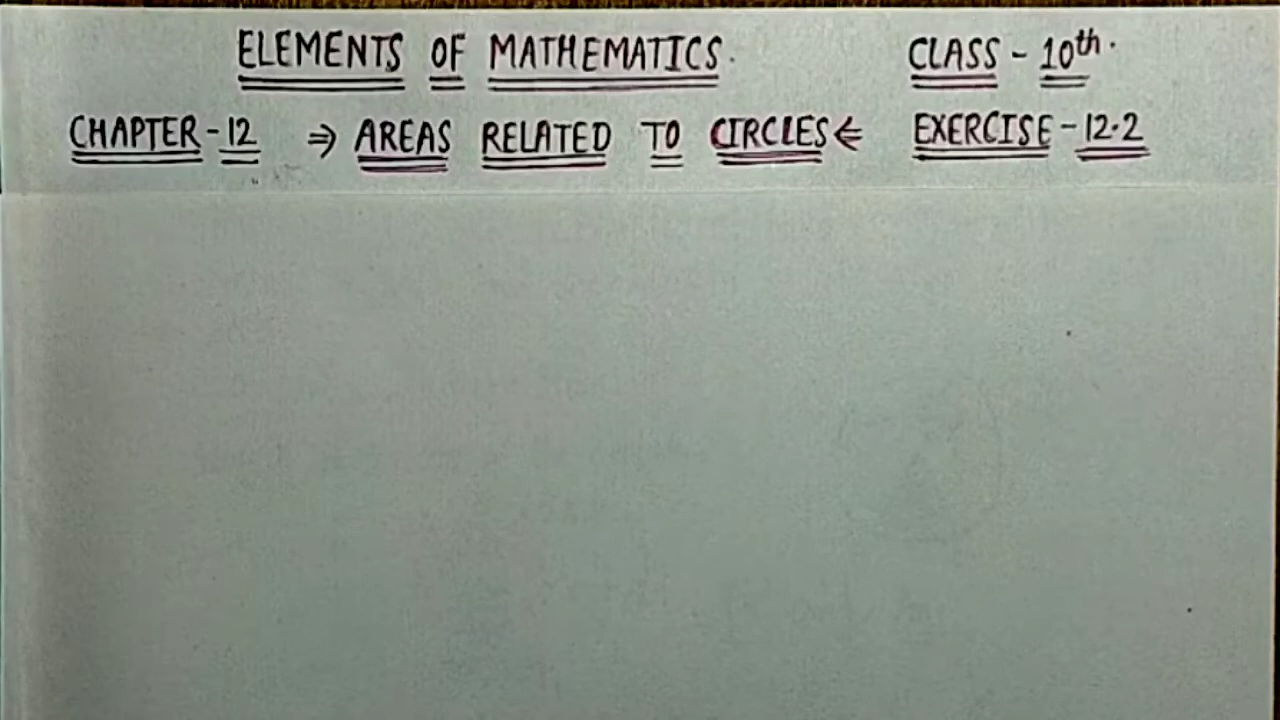 ELEMENTS OF MATHEMATICS. CLASS - 10th.
CHAPTER - 12 ⇒ AREAS RELATED TO CIRCLES ⇐ EXERCISE - 12.2